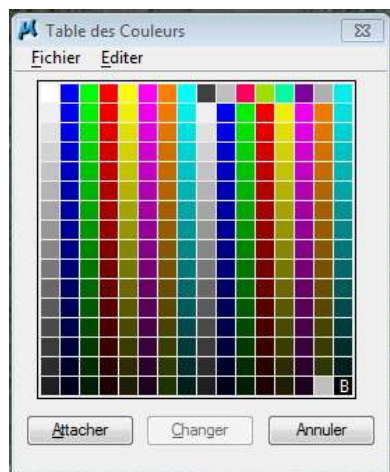 Table des Couleurs
Fichier Editer
B
Attacher Changer Annuler